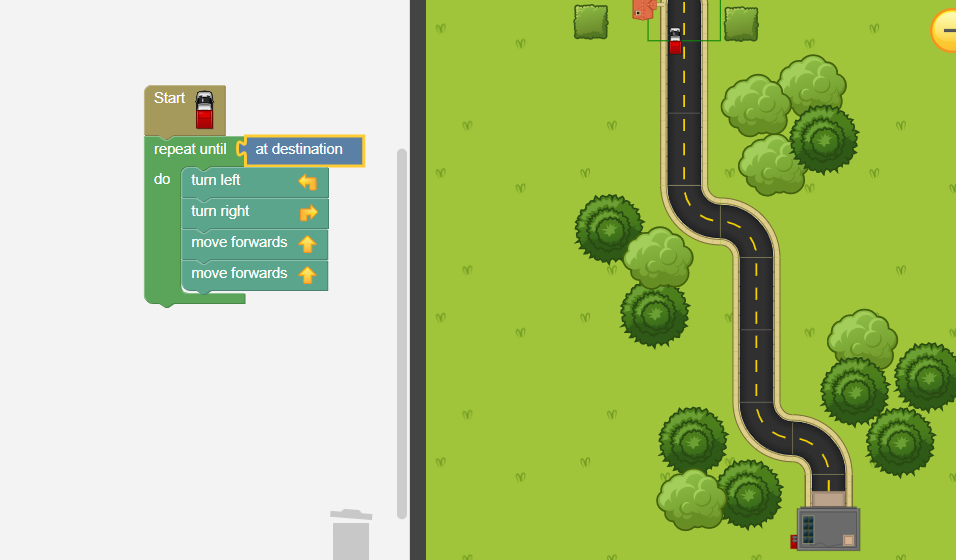 Start
repeat until at destination
do turn left
turn right
move forwards
move forwards